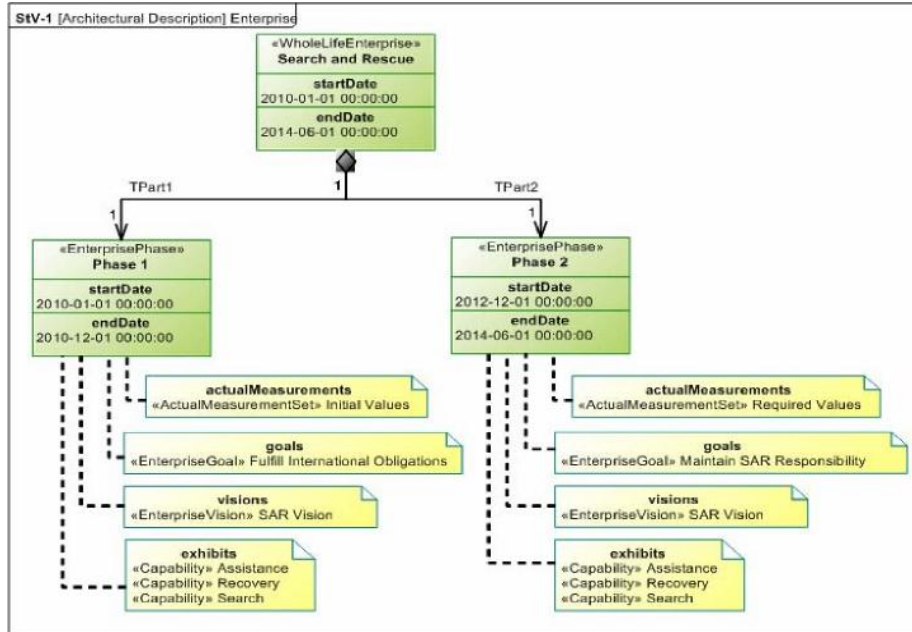 StV-1 [Architectural Description] Enterprise
«WholeLifeEnterprise»
Search and Rescue
startDate
2010-01-01 00:00:00
endDate
2014-06-01 00:00:00
1
TPart1
TPart2
1
1
«EnterprisePhase»
Phase 1
startDate
2010-01-01 00:00:00
endDate
2010-12-01 00:00:00
actualMeasurements
«ActualMeasurementSet» Initial Values
goals
«EnterpriseGoal» Fulfill International Obligations
visions
«EnterpriseVision» SAR Vision
exhibits
«Capability» Assistance
«Capability» Recovery
«Capability» Search
«EnterprisePhase»
Phase 2
startDate
2012-12-01 00:00:00
endDate
2014-06-01 00:00:00
actualMeasurements
«ActualMeasurementSet» Required Values
goals
«EnterpriseGoal» Maintain SAR Responsibility
visions
«EnterpriseVision» SAR Vision
exhibits
«Capability» Assistance
«Capability» Recovery
«Capability» Search